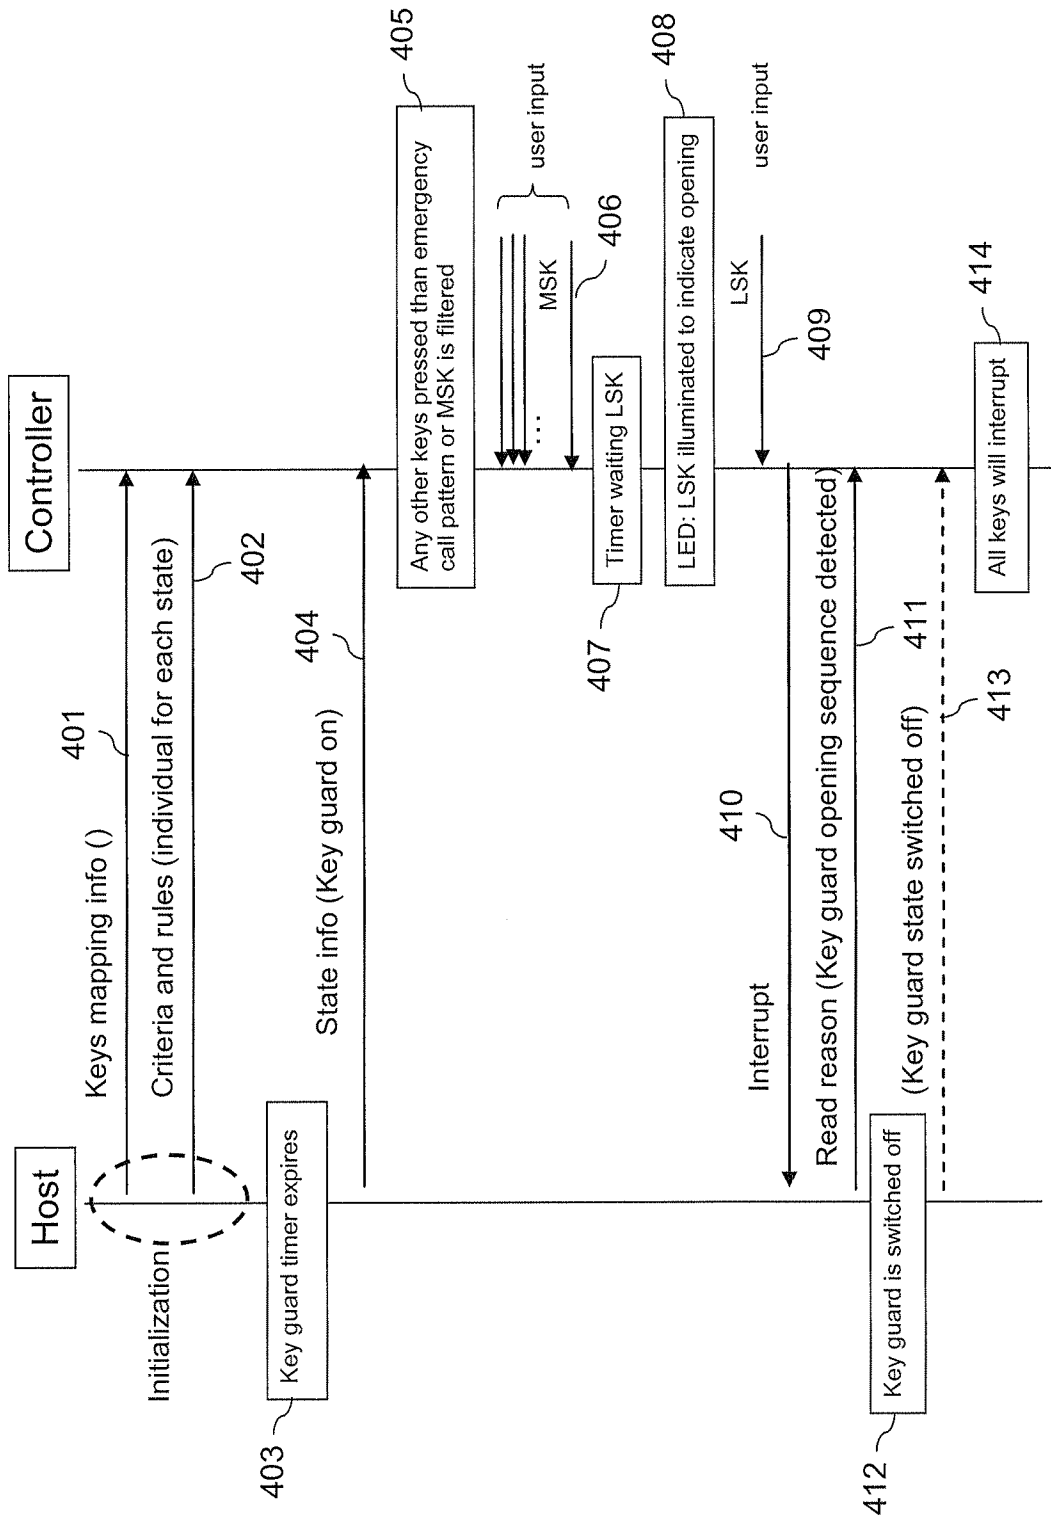 Host
Controller
Initialization
Keys mapping info ()
401
Criteria and rules (individual for each state)
402
Key guard timer expires
403
State info (Key guard on)
404
Any other keys pressed than emergency
call pattern or MSK is filtered
405
user input
...
MSK
406
Timer waiting LSK
407
LED: LSK illuminated to indicate opening
408
LSK
user input
409
Interrupt
410
Read reason (Key guard opening sequence detected)
411
Key guard is switched off
412
(Key guard state switched off)
413
All keys will interrupt
414